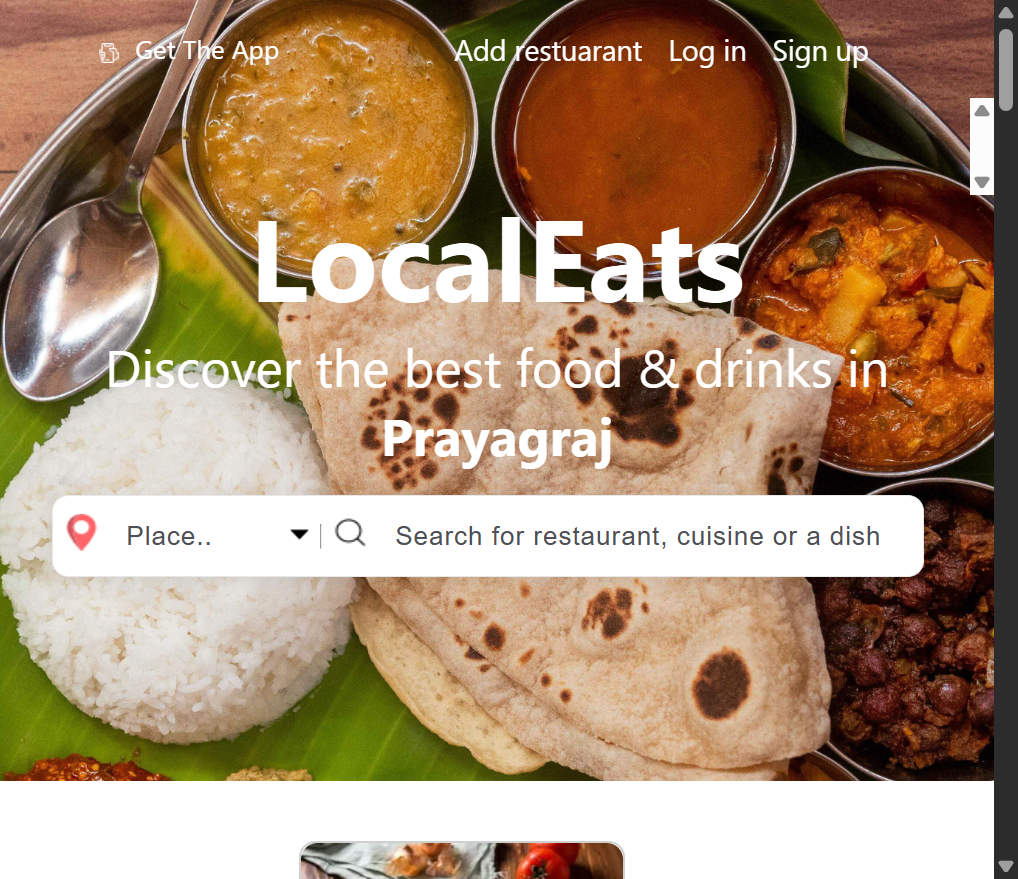 Get The App
Add restuarant
Log in
Sign up
LocalEats
Discover the best food & drinks in
Prayagraj
Place..
Search for restaurant, cuisine or a dish